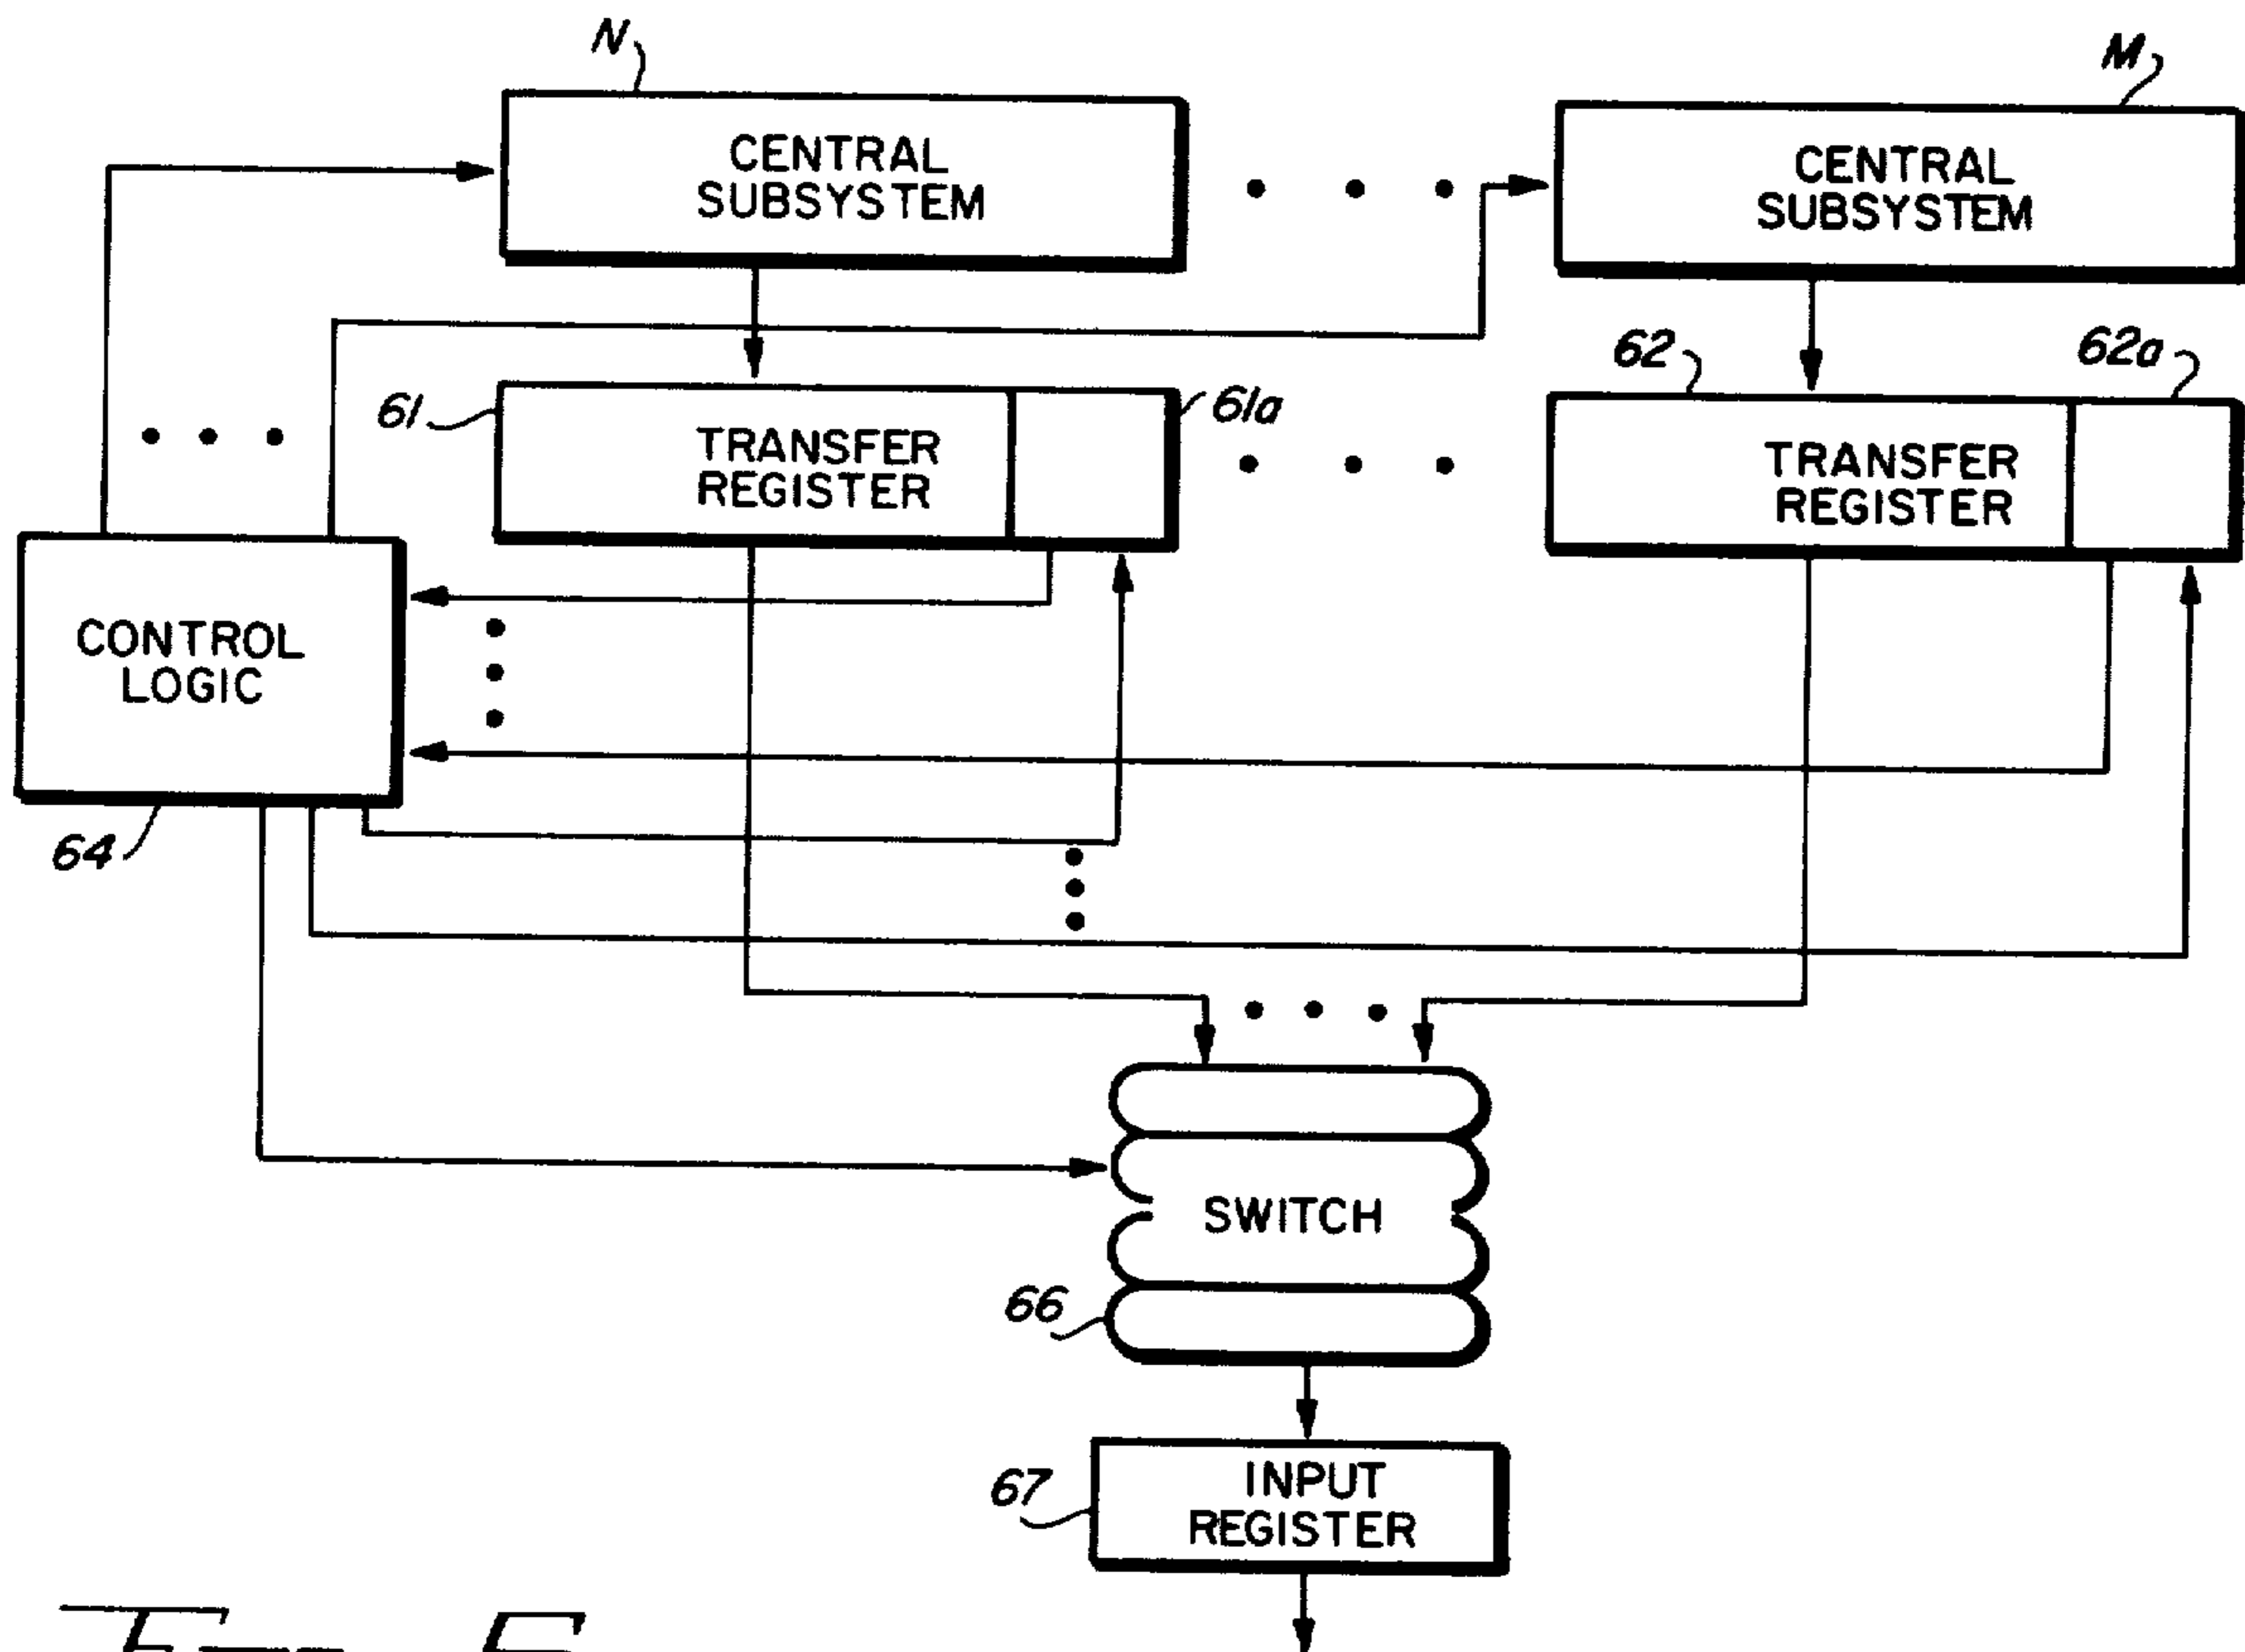 N
M
CENTRAL
SUBSYSTEM
CENTRAL
SUBSYSTEM
61
61a
62
62a
TRANSFER
REGISTER
TRANSFER
REGISTER
CONTROL
LOGIC
64
SWITCH
66
67
INPUT
REGISTER